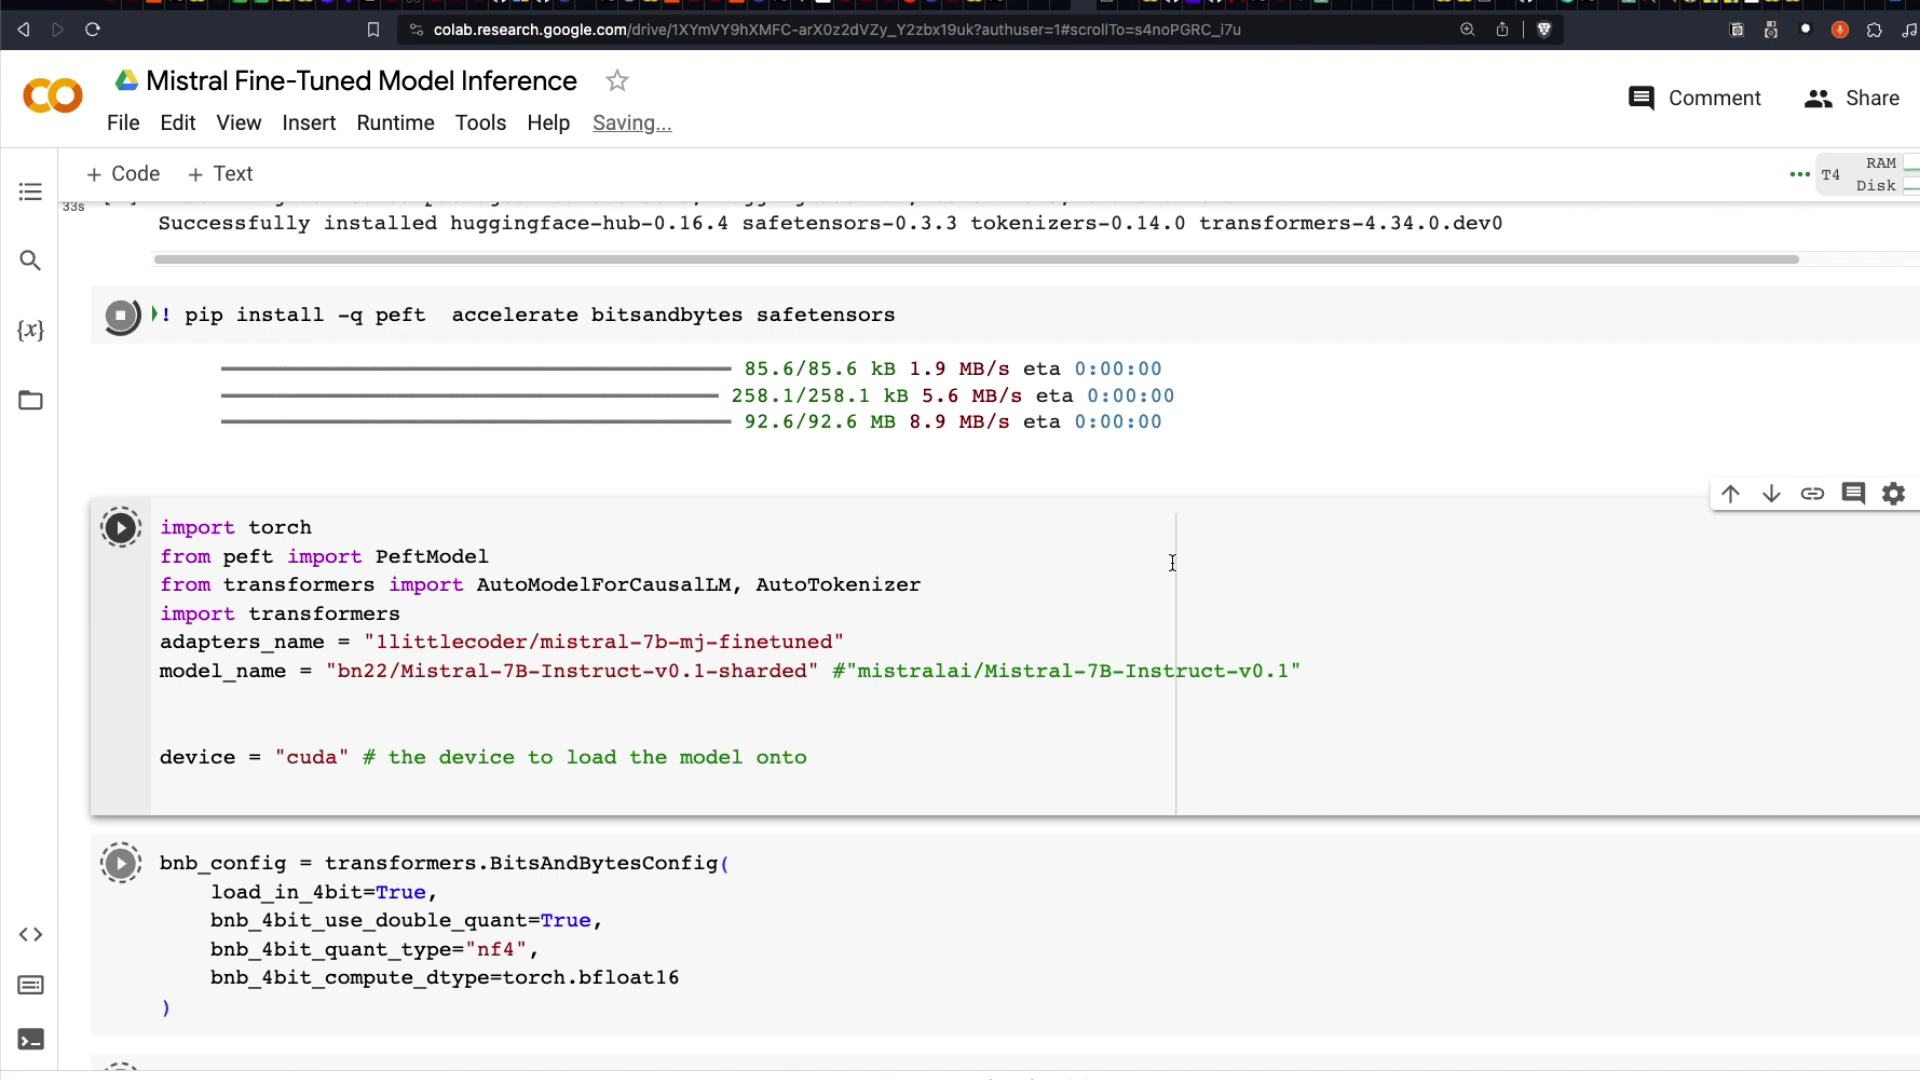 colab.research.google.com/drive/1XYmVY9hXMFC-arX0z2dVZy_Y2zbx19uk?authuser=1#scrollTo=s4noPGRC_i7u
Mistral Fine-Tuned Model Inference
File Edit View Insert Runtime Tools Help Saving...
Comment Share
+ Code + Text
T4 RAM Disk
33s
Successfully installed huggingface-hub-0.16.4 safetensors-0.3.3 tokenizers-0.14.0 transformers-4.34.0.dev0
! pip install -q peft  accelerate bitsandbytes safetensors
85.6/85.6 kB 1.9 MB/s eta 0:00:00
258.1/258.1 kB 5.6 MB/s eta 0:00:00
92.6/92.6 MB 8.9 MB/s eta 0:00:00
import torch
from peft import PeftModel
from transformers import AutoModelForCausalLM, AutoTokenizer
import transformers
adapters_name = "1littlecoder/mistral-7b-mj-finetuned"
model_name = "bn22/Mistral-7B-Instruct-v0.1-sharded" #"mistralai/Mistral-7B-Instruct-v0.1"
device = "cuda" # the device to load the model onto
bnb_config = transformers.BitsAndBytesConfig(
    load_in_4bit=True,
    bnb_4bit_use_double_quant=True,
    bnb_4bit_quant_type="nf4",
    bnb_4bit_compute_dtype=torch.bfloat16
)